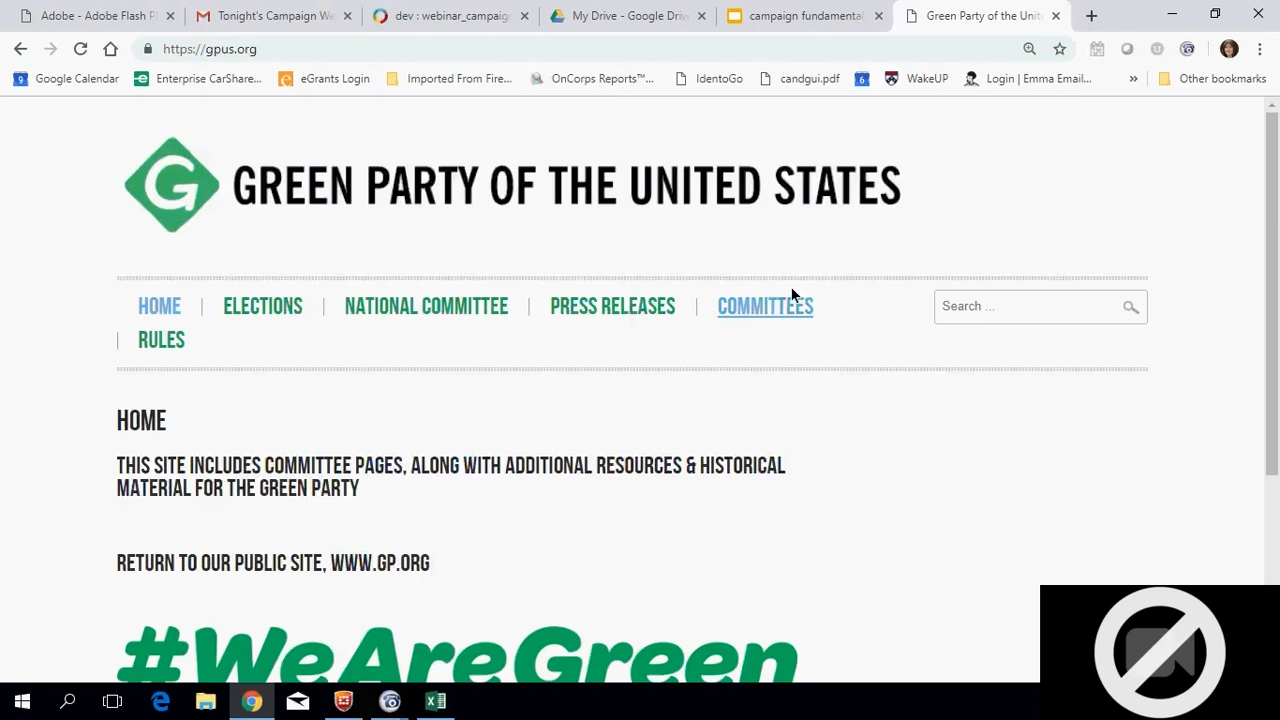 Adobe - Adobe Flash P
Tonight's Campaign We
dev : webinar_campaig
My Drive - Google Driv
campaign fundamenta
Green Party of the Unit
https://gpus.org
Google Calendar
Enterprise CarShare...
eGrants Login
Imported From Fire...
OnCorps Reports™...
IdentoGo
candgui.pdf
6
WakeUP
Login | Emma Email...
»
Other bookmarks
G GREEN PARTY OF THE UNITED STATES
HOME | ELECTIONS | NATIONAL COMMITTEE | PRESS RELEASES | COMMITTEES
Search ...
| RULES
HOME
THIS SITE INCLUDES COMMITTEE PAGES, ALONG WITH ADDITIONAL RESOURCES & HISTORICAL
MATERIAL FOR THE GREEN PARTY
RETURN TO OUR PUBLIC SITE, WWW.GP.ORG
#WeAreGreen